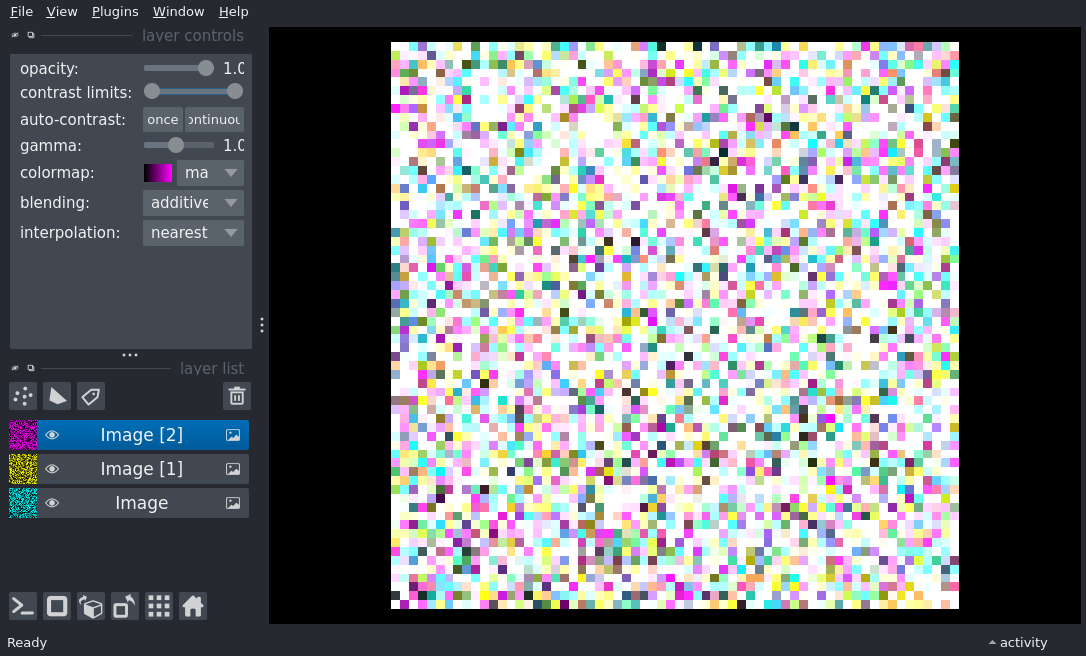 File View Plugins Window Help
layer controls
opacity: 1.0
contrast limits:
auto-contrast: once ontinuou
gamma: 1.0
colormap: ma
blending: additive
interpolation: nearest
layer list
Image [2]
Image [1]
Image
Ready
activity